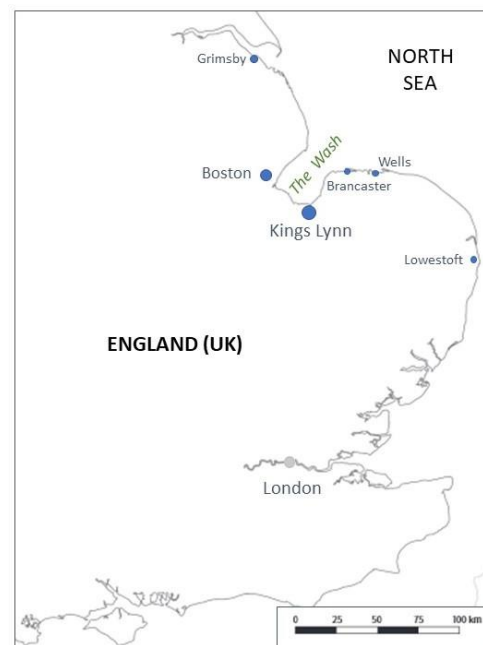 NORTH
SEA
Grimsby
The Wash
Boston
Wells
Brancaster
Kings Lynn
Lowestoft
ENGLAND (UK)
London
0 25 50 75 100 km